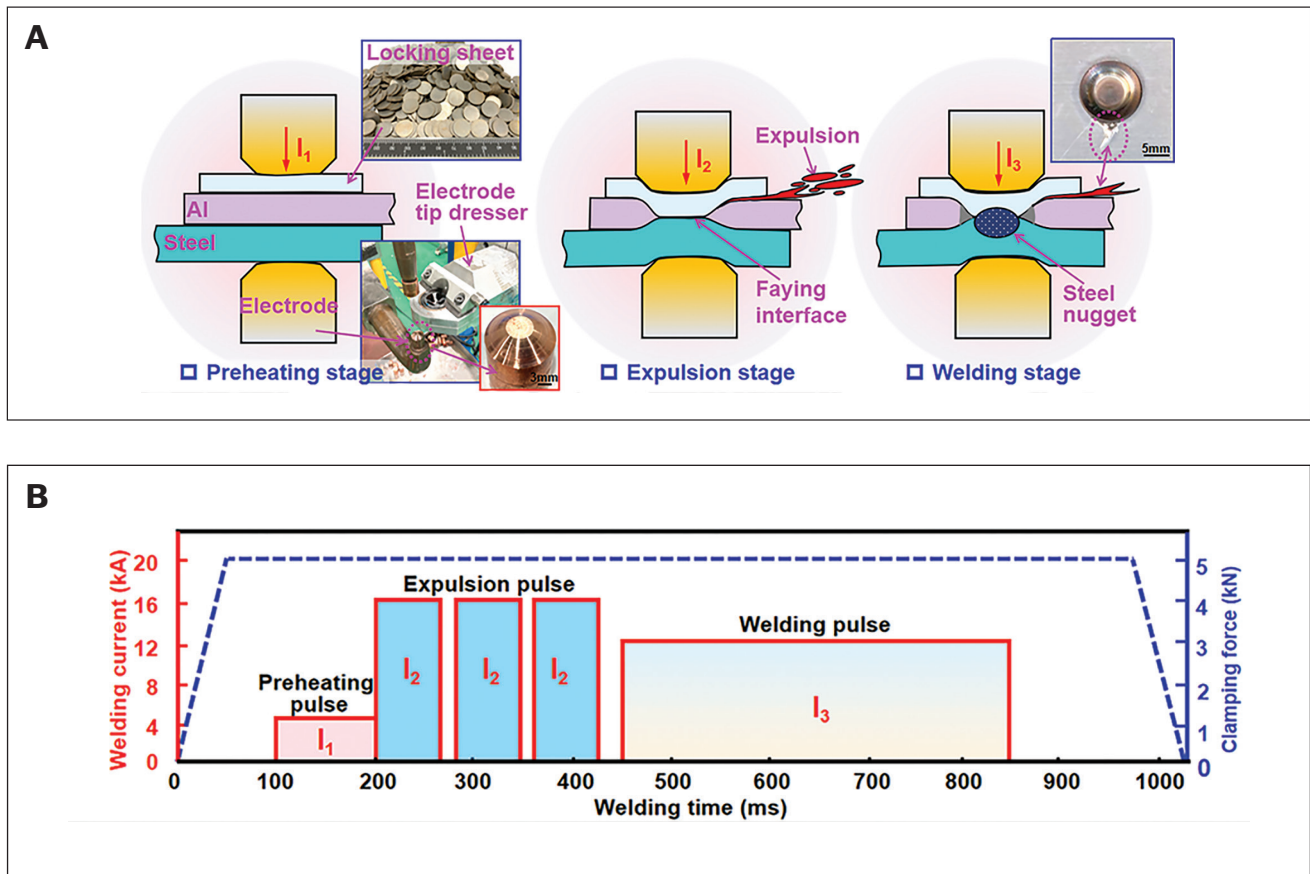 A
Locking sheet
I1
Al
Steel
Electrode
tip dresser
Electrode
3mm
Preheating stage
I2
Expulsion
Faying
interface
Expulsion stage
I3
5mm
Steel
nugget
Welding stage
B
Welding current (kA)
20
16
12
8
4
0
Preheating
pulse
I1
Expulsion pulse
I2
I2
I2
Welding pulse
I3
5
4
3
2
1
0
Clamping force (kN)
0 100 200 300 400 500 600 700 800 900 1000
Welding time (ms)